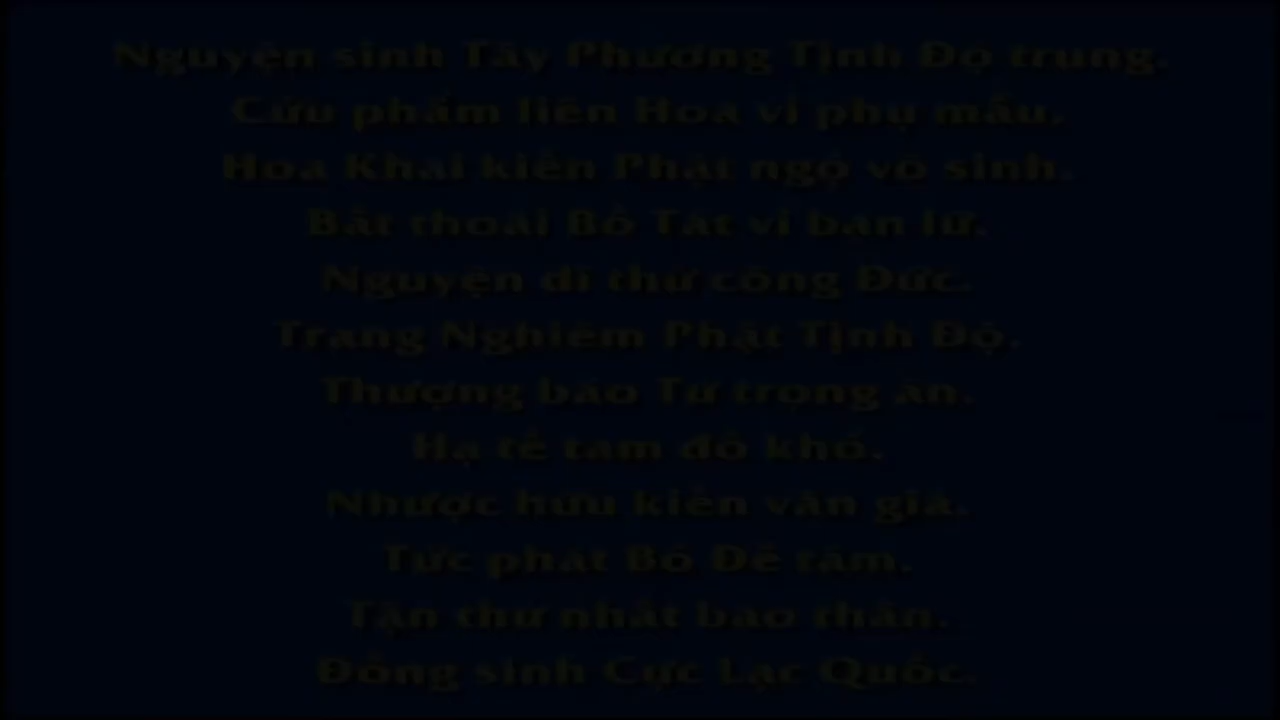 Nguyện sinh Tây Phương Tịnh Độ trung.
Cửu phẩm liên Hoa vi phụ mẫu.
Hoa Khai kiến Phật ngộ vô sinh.
Bất thoái Bồ Tát vi bạn lữ.
Nguyện dĩ thử công Đức.
Trang Nghiêm Phật Tịnh Độ.
Thượng báo Tứ trọng ân.
Hạ tế tam đồ khổ.
Nhược hữu kiến văn giả.
Tức phát Bồ Đề tâm.
Tận thử nhất báo thân.
Đồng sinh Cực Lạc Quốc.